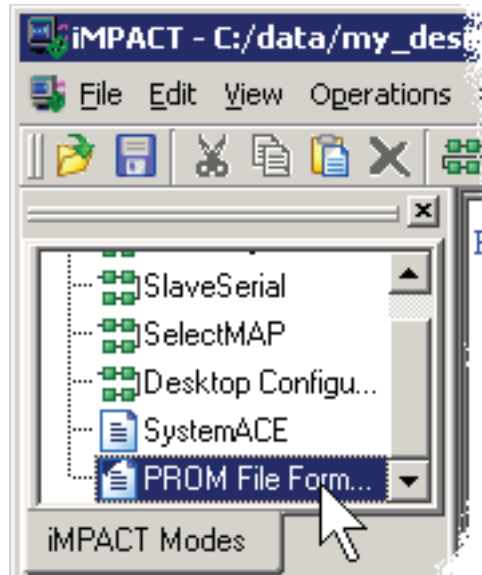 iMPACT - C:/data/my_des
File Edit View Operations
SlaveSerial
SelectMAP
Desktop Configu...
SystemACE
PROM File Form...
iMPACT Modes